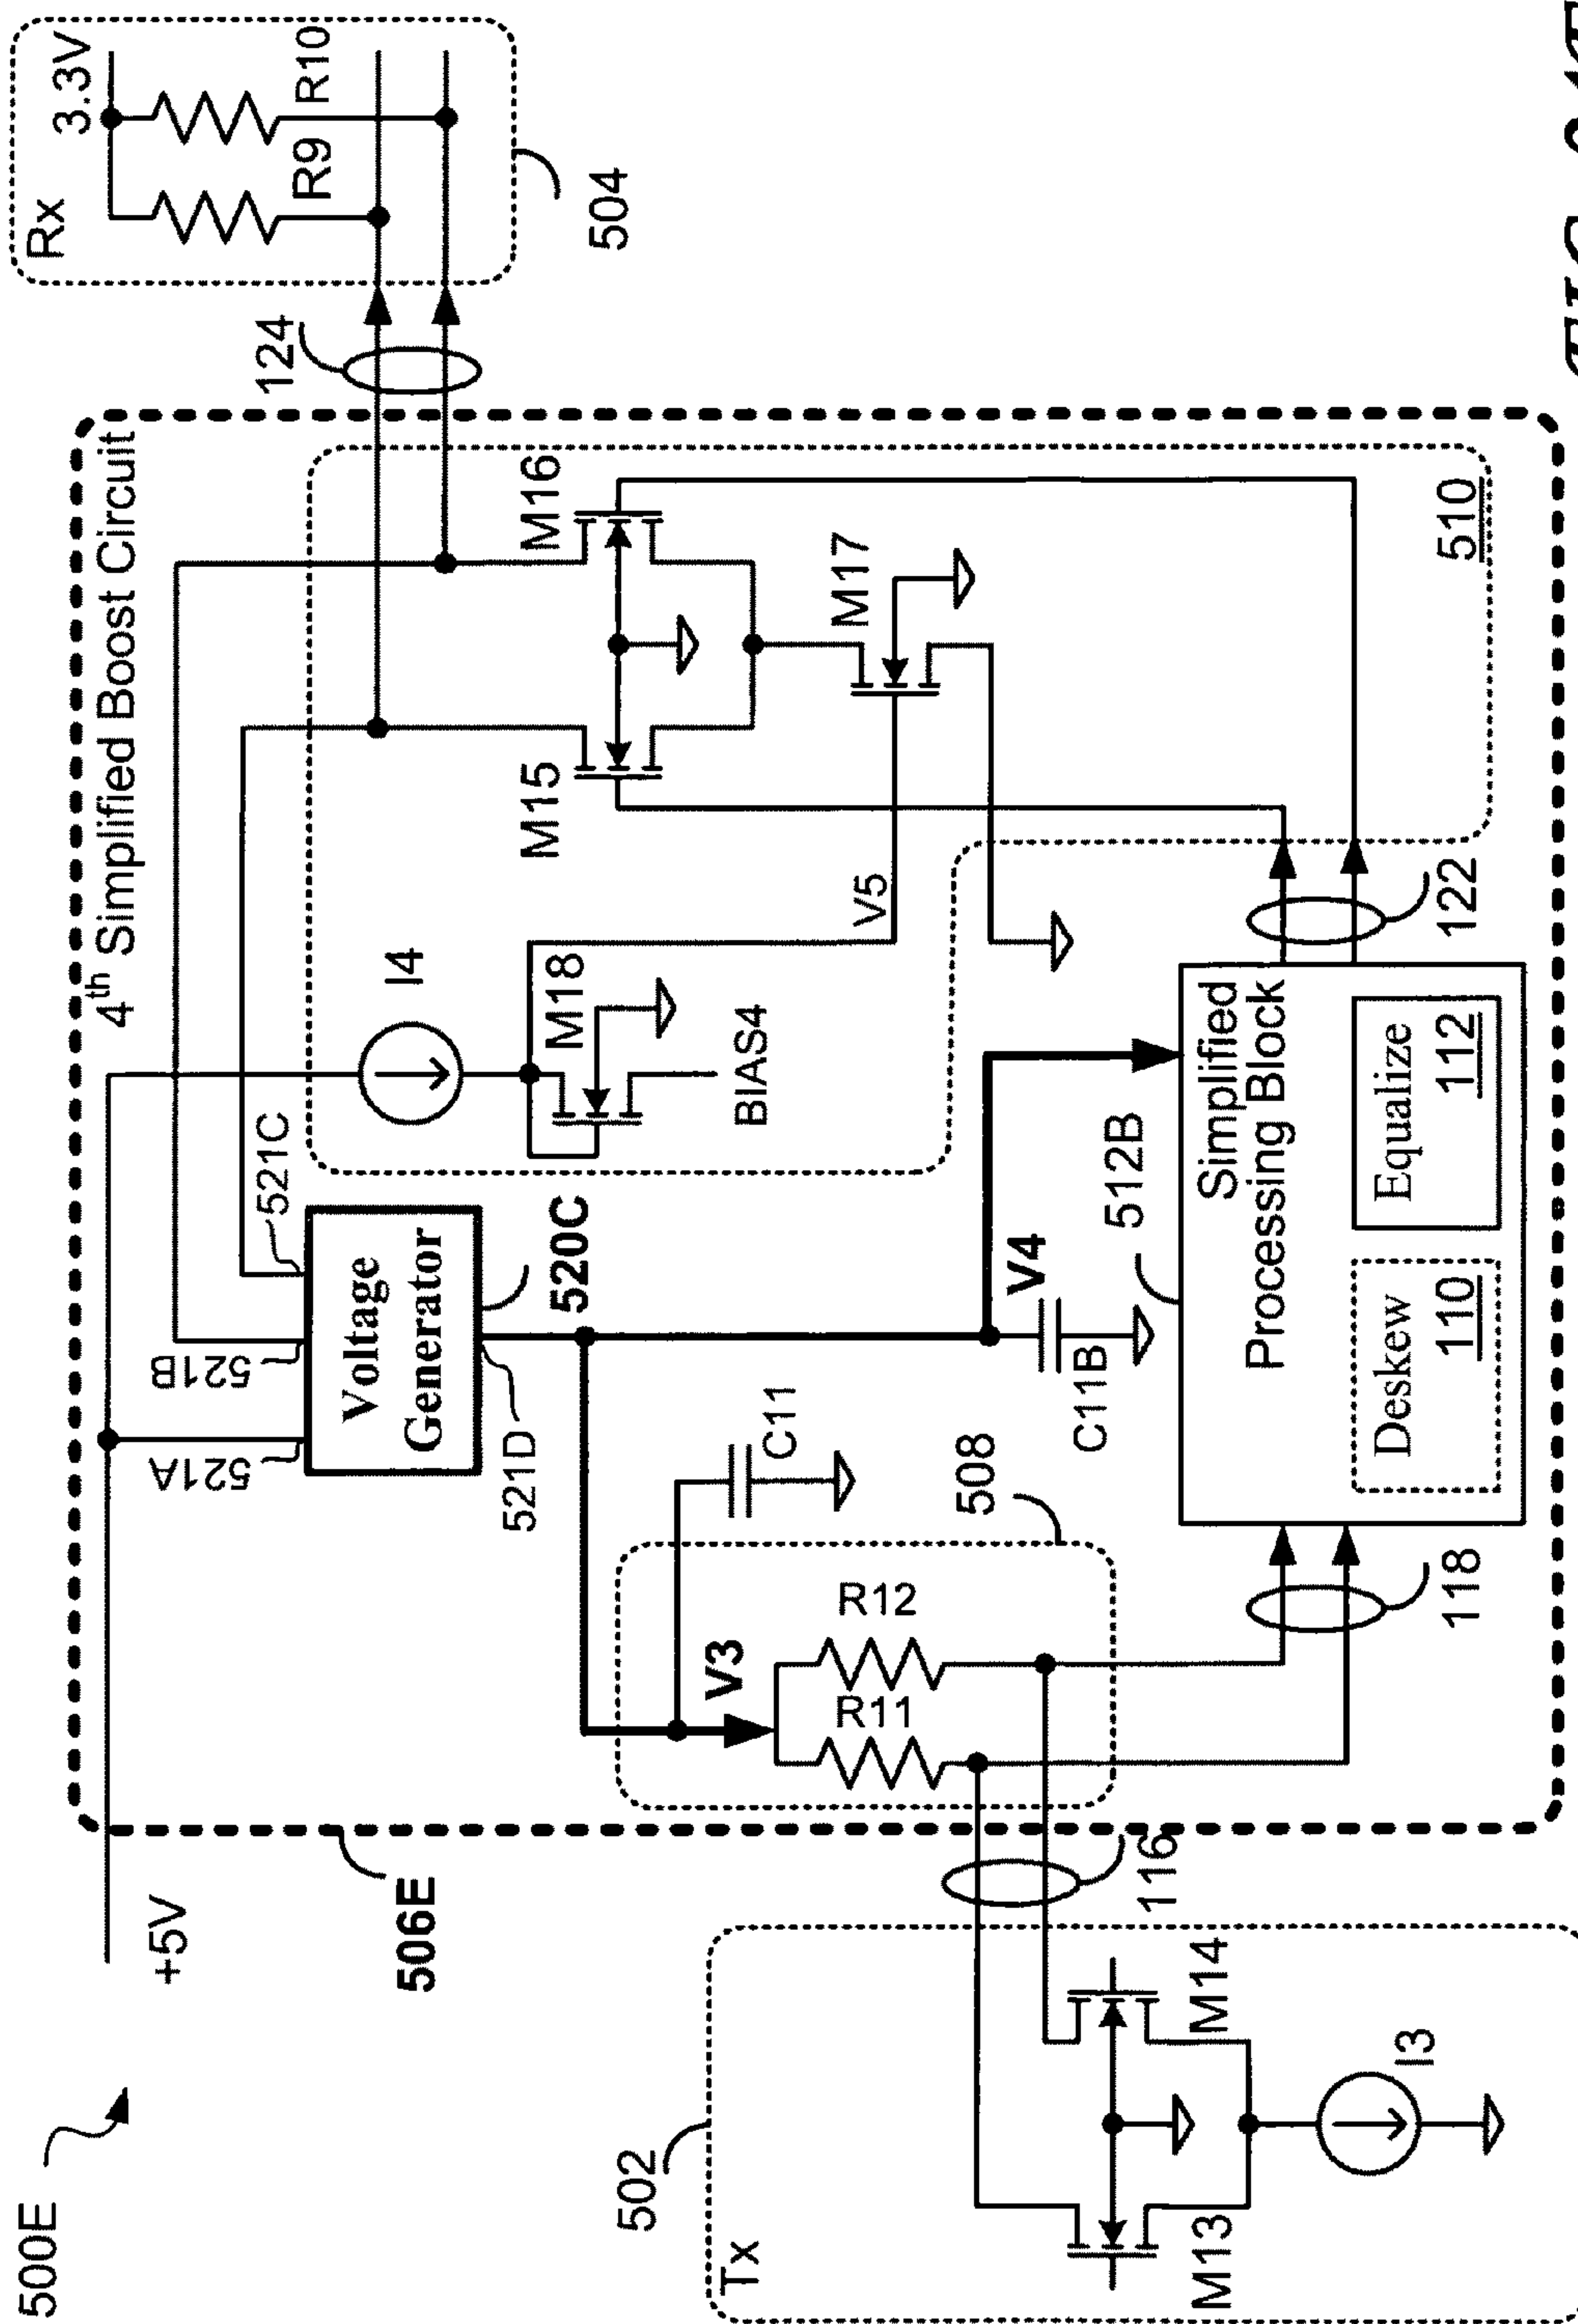 500E
+5V
506E
4th Simplified Boost Circuit
Rx
3.3V
R9
R10
504
124
521A
521B
521C
Voltage
Generator
521D
520C
I4
M18
BIAS4
V5
M15
M16
M17
510
C11
508
V3
R11
R12
V4
C11B
512B
Simplified
Processing Block
Deskew
110
Equalize
112
122
118
116
502
Tx
M13
M14
I3